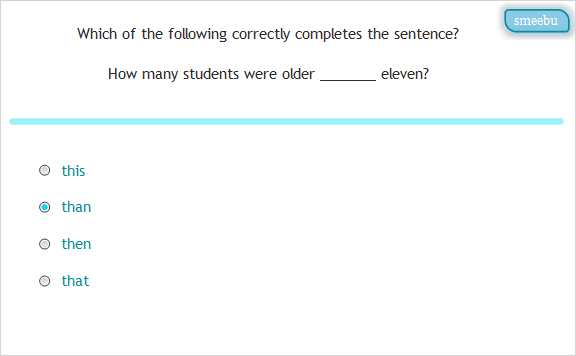 smeebu
Which of the following correctly completes the sentence?
How many students were older _______ eleven?
this
than
then
that